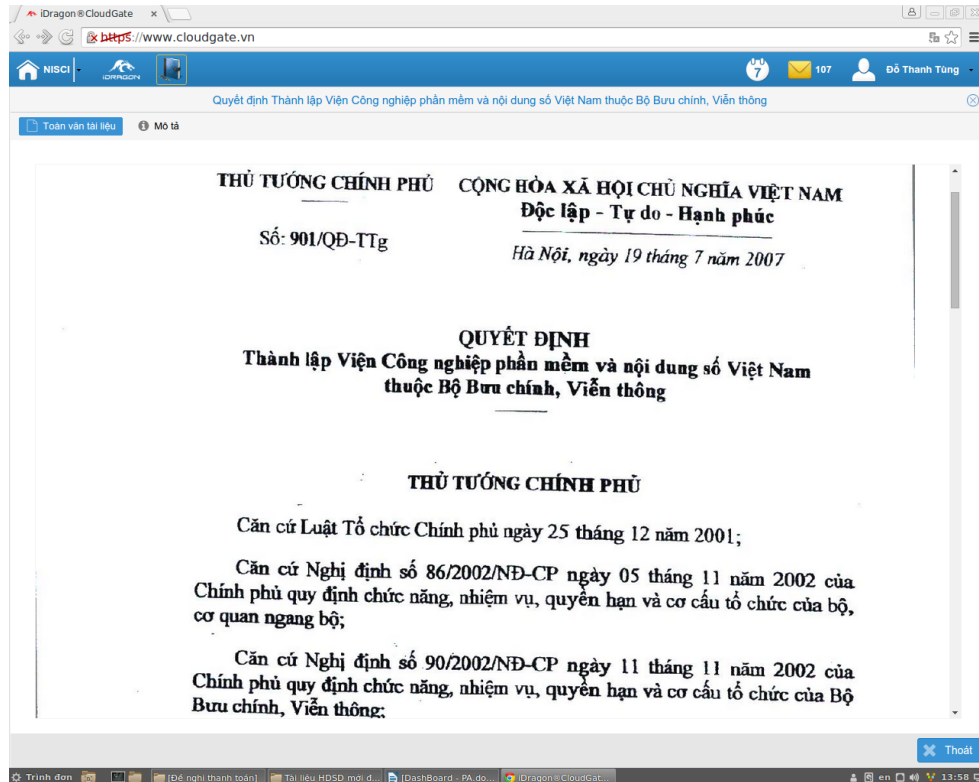 iDragon®CloudGate
https://www.cloudgate.vn
NISCI
iDRAGON
7
107
Đỗ Thanh Tùng
Quyết định Thành lập Viện Công nghiệp phần mềm và nội dung số Việt Nam thuộc Bộ Bưu chính, Viễn thông
Toàn văn tài liệu
Mô tả
THỦ TƯỚNG CHÍNH PHỦ
CỘNG HÒA XÃ HỘI CHỦ NGHĨA VIỆT NAM
Độc lập - Tự do - Hạnh phúc
Số: 901/QĐ-TTg
Hà Nội, ngày 19 tháng 7 năm 2007
QUYẾT ĐỊNH
Thành lập Viện Công nghiệp phần mềm và nội dung số Việt Nam
thuộc Bộ Bưu chính, Viễn thông
THỦ TƯỚNG CHÍNH PHỦ
Căn cứ Luật Tổ chức Chính phủ ngày 25 tháng 12 năm 2001;
Căn cứ Nghị định số 86/2002/NĐ-CP ngày 05 tháng 11 năm 2002 của
Chính phủ quy định chức năng, nhiệm vụ, quyền hạn và cơ cấu tổ chức của bộ,
cơ quan ngang bộ;
Căn cứ Nghị định số 90/2002/NĐ-CP ngày 11 tháng 11 năm 2002 của
Chính phủ quy định chức năng, nhiệm vụ, quyền hạn và cơ cấu tổ chức của Bộ
Bưu chính, Viễn thông;
Thoát
Trình đơn
[Đề nghị thanh toán]
Tài liệu HDSD mới đ...
[DashBoard - PA.do...
iDragon®CloudGat...
en
13:58